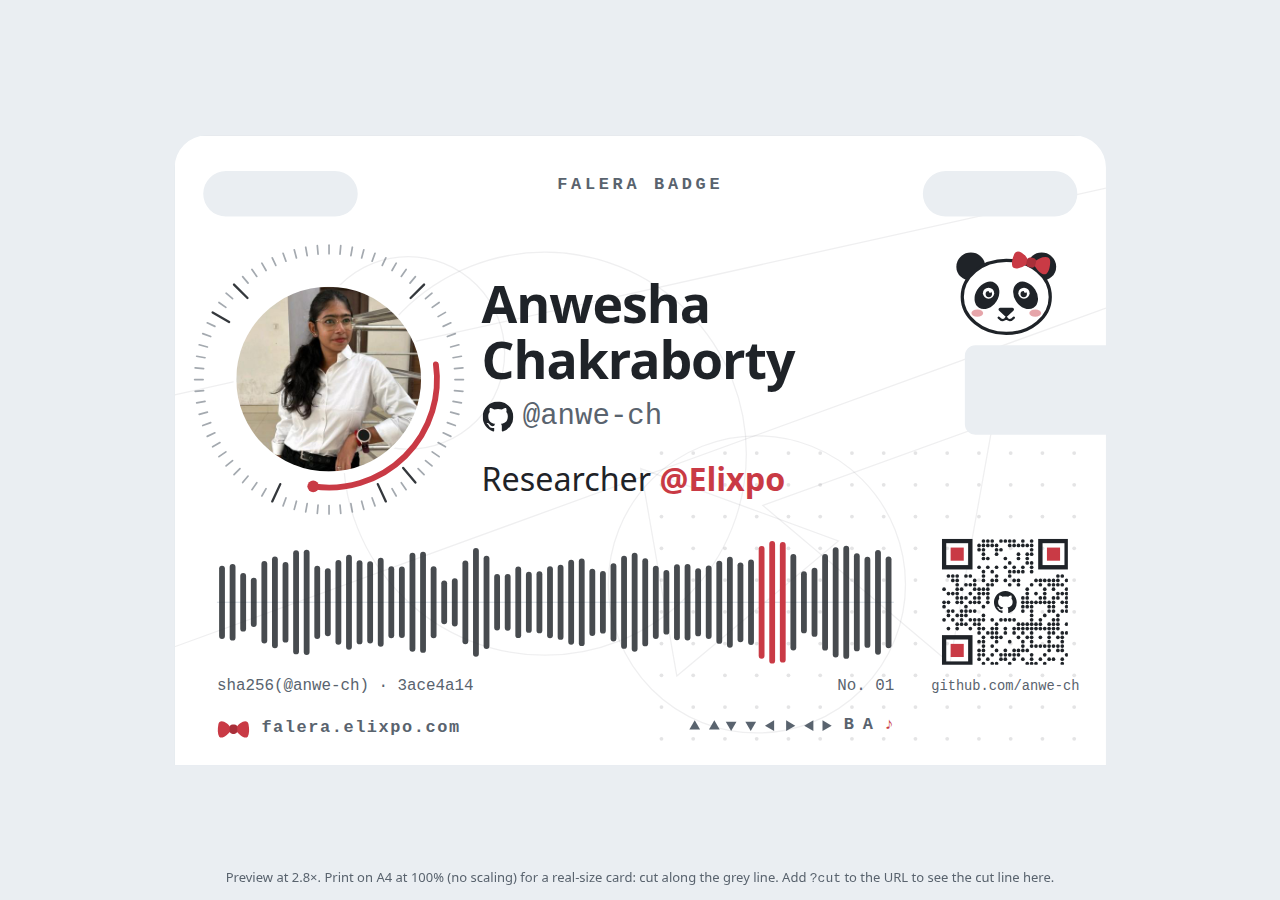 FALERA BADGE
Anwesha
Chakraborty
@anwe-ch
Researcher @Elixpo
sha256(@anwe-ch) · 3ace4a14
No. 01
github.com/anwe-ch
falera.elixpo.com
▲ ▲ ▼ ▼ ◀ ▶ ◀ ▶ B A ♪
Preview at 2.8×. Print on A4 at 100% (no scaling) for a real-size card: cut along the grey line. Add ?cut to the URL to see the cut line here.